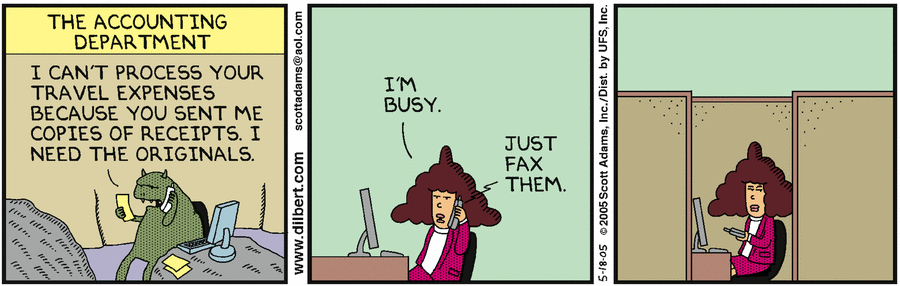 THE ACCOUNTING
DEPARTMENT
I CAN'T PROCESS YOUR
TRAVEL EXPENSES
BECAUSE YOU SENT ME
COPIES OF RECEIPTS. I
NEED THE ORIGINALS.
www.dilbert.com scottadams@aol.com
I'M
BUSY.
JUST
FAX
THEM.
5-18-05 © 2005 Scott Adams, Inc./Dist. by UFS, Inc.